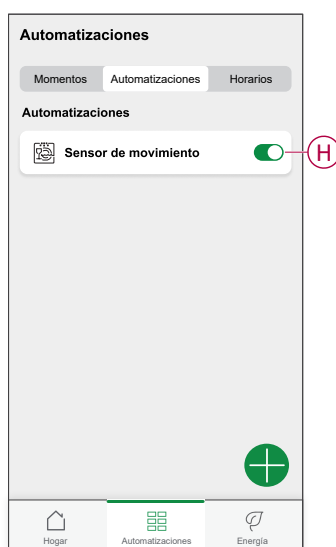 Automatizaciones
Momentos Automatizaciones Horarios
Automatizaciones
Sensor de movimiento
H
Hogar Automatizaciones Energía